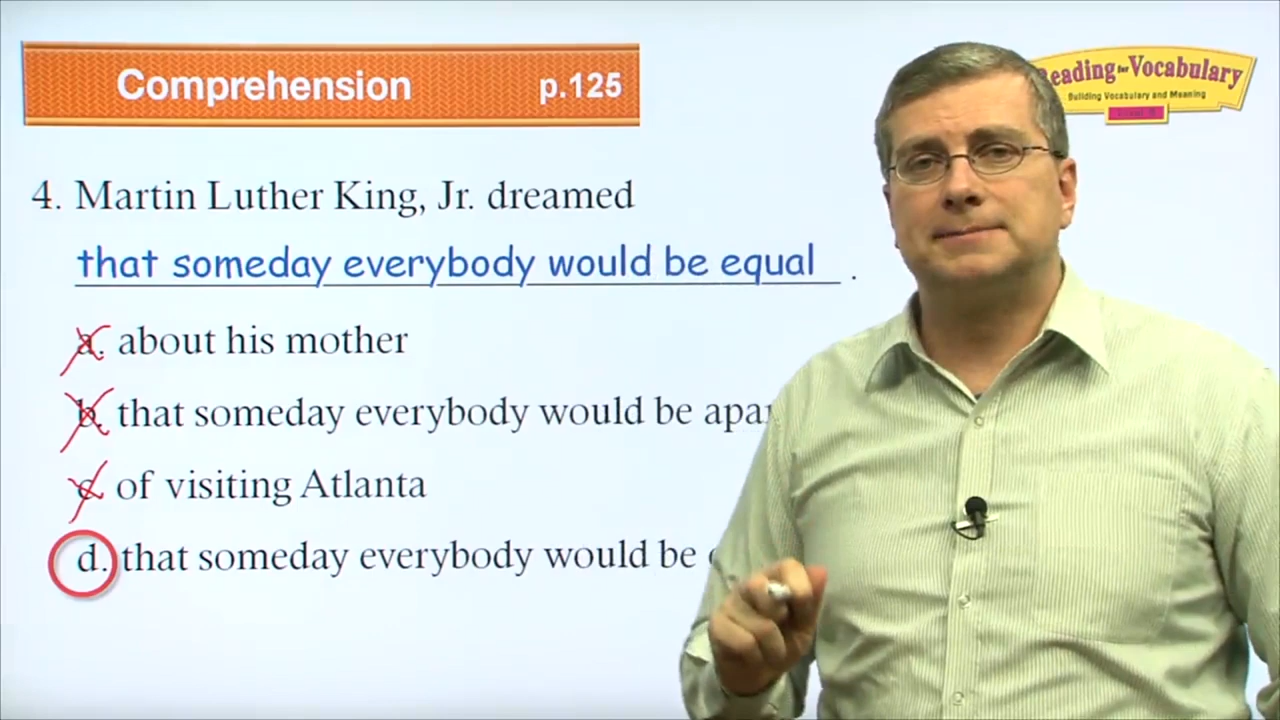 Comprehension p.125
Reading for Vocabulary
Building Vocabulary and Meaning
4. Martin Luther King, Jr. dreamed
that someday everybody would be equal .
a. about his mother
b. that someday everybody would be
c. of visiting Atlanta
d. that someday everybody would be